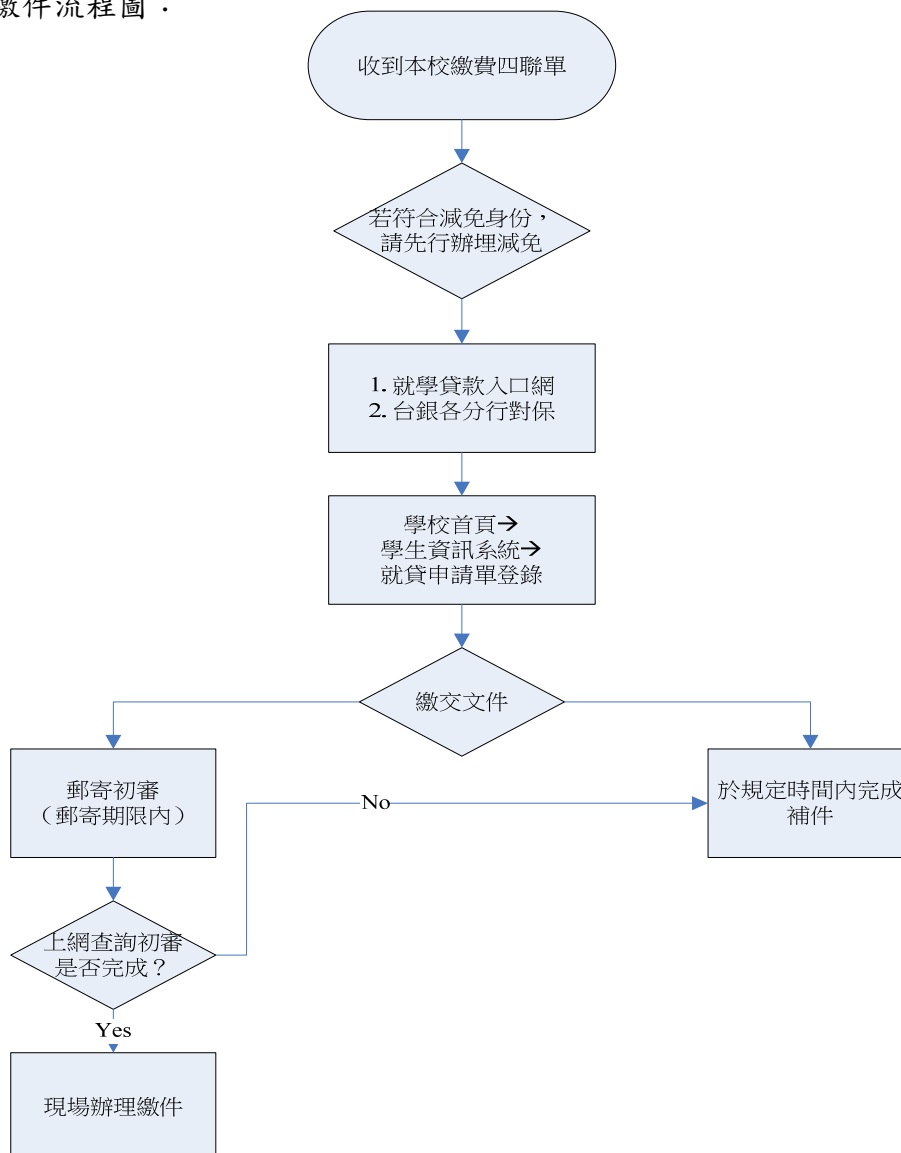 繳件流程圖：
收到本校繳費四聯單
若符合減免身份，
請先行辦埋減免
1. 就學貸款入口網
2. 台銀各分行對保
學校首頁→
學生資訊系統→
就貸申請單登錄
繳交文件
郵寄初審
（郵寄期限內）
No
於規定時間內完成
補件
上網查詢初審
是否完成？
Yes
現場辦理繳件